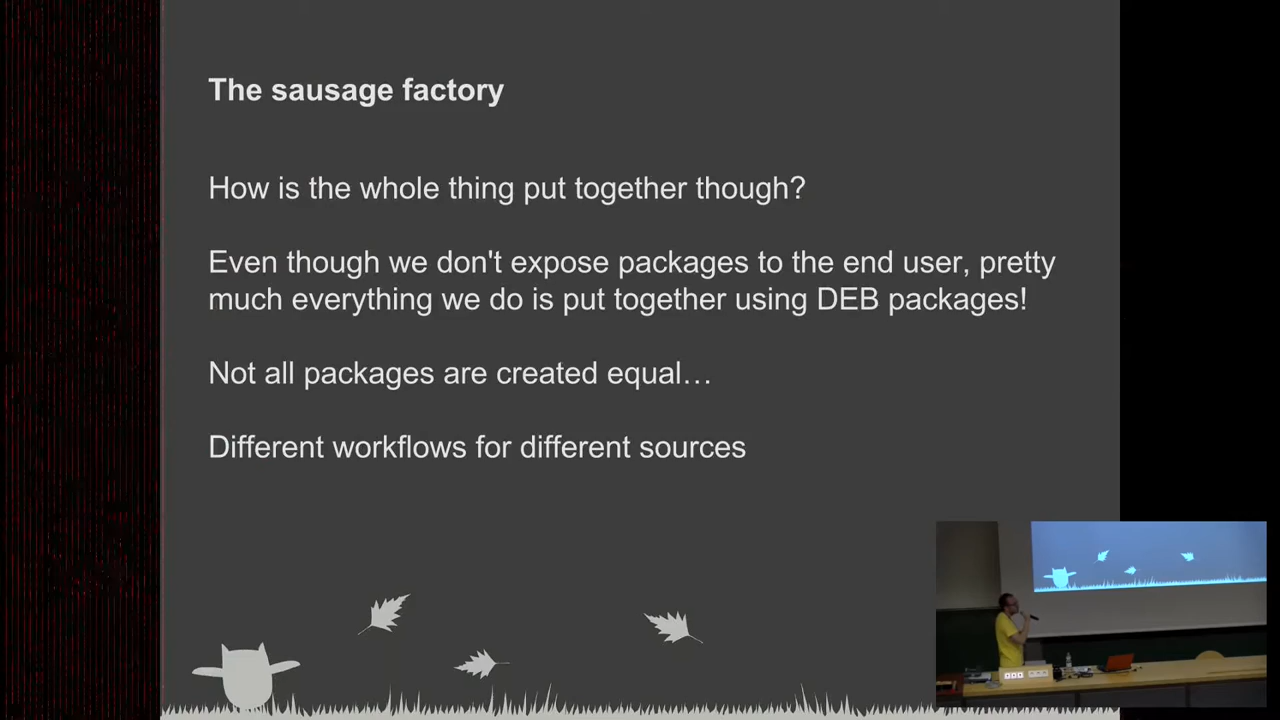 The sausage factory
How is the whole thing put together though?
Even though we don't expose packages to the end user, pretty
much everything we do is put together using DEB packages!
Not all packages are created equal…
Different workflows for different sources